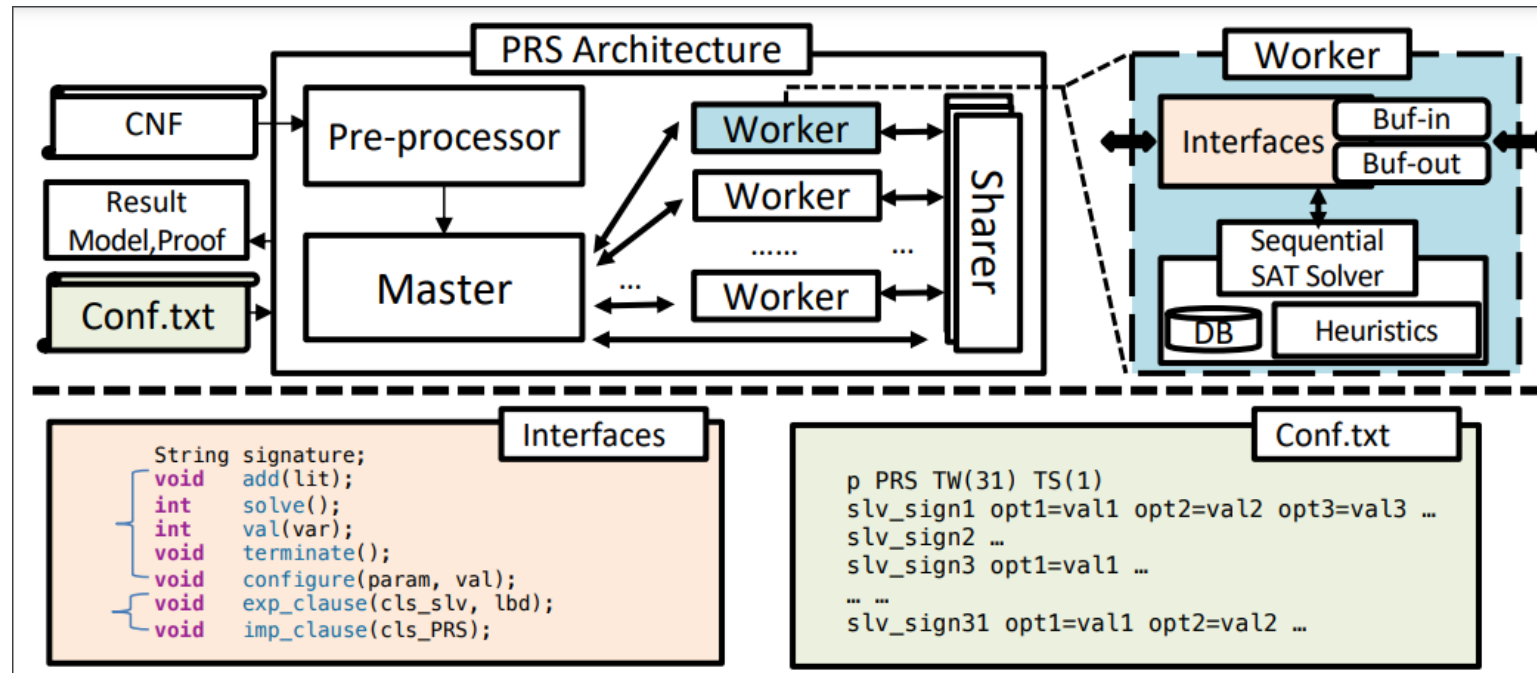 PRS Architecture
CNF
Pre-processor
Result
Model,Proof
Master
Conf.txt
Worker
Worker
……
...
...
Worker
Sharer
Worker
Interfaces
Buf-in
Buf-out
Sequential
SAT Solver
DB
Heuristics
Interfaces
String signature;
void add(lit);
int solve();
int val(var);
void terminate();
void configure(param, val);
void exp_clause(cls_slv, lbd);
void imp_clause(cls_PRS);
Conf.txt
p PRS TW(31) TS(1)
slv_sign1 opt1=val1 opt2=val2 opt3=val3 …
slv_sign2 …
slv_sign3 opt1=val1 …
… …
slv_sign31 opt1=val1 opt2=val2 …